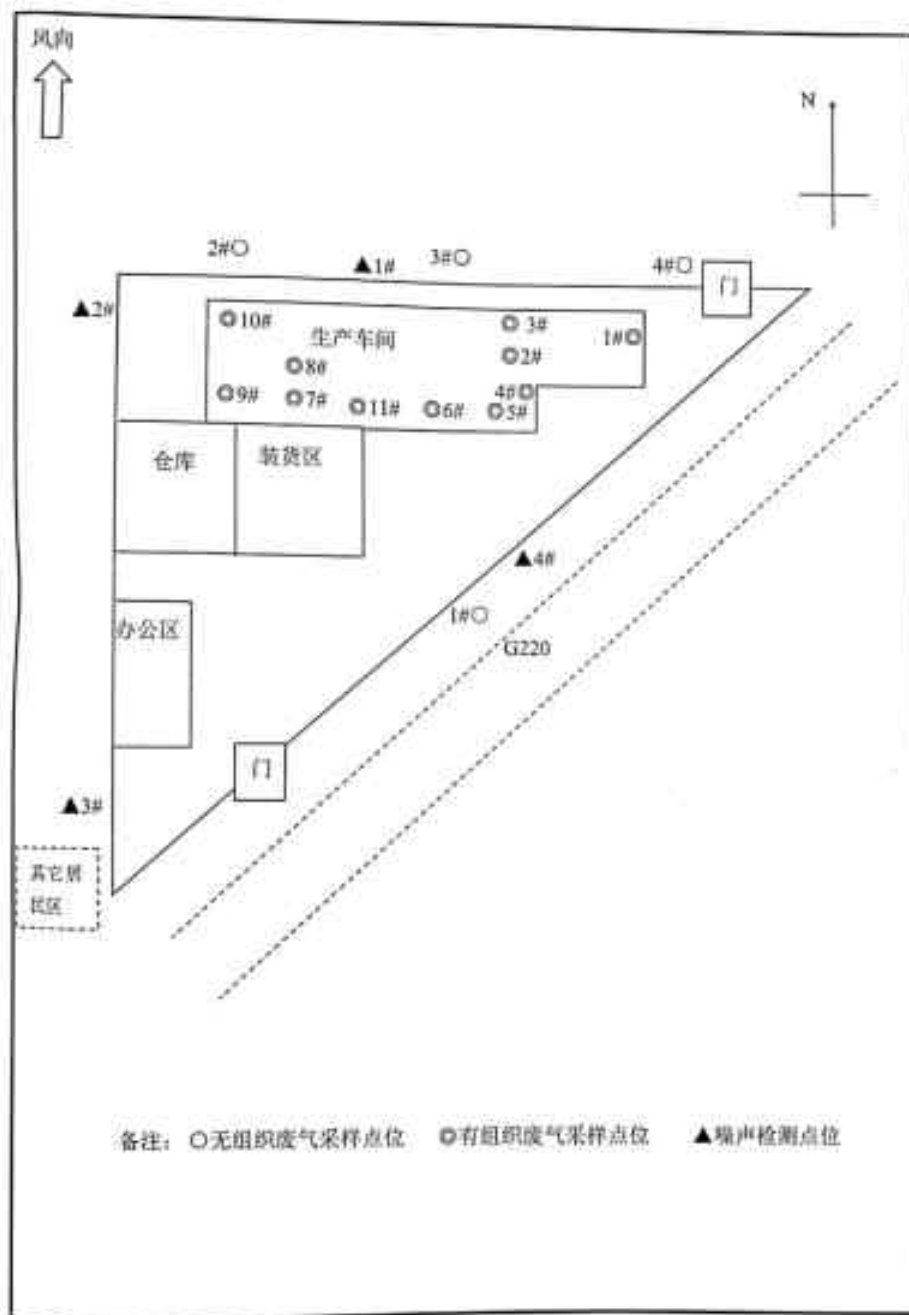 风向
N
2#○
▲1#
3#○
4#○
门
▲2#
◎10#
生产车间
◎3#
1#◎
◎2#
◎8#
◎9#
◎7#
◎11#
◎6#
4#◎
◎5#
仓库
装货区
▲4#
1#○
G220
办公区
门
▲3#
其它居
民区
备注: ○无组织废气采样点位 ◎有组织废气采样点位 ▲噪声检测点位